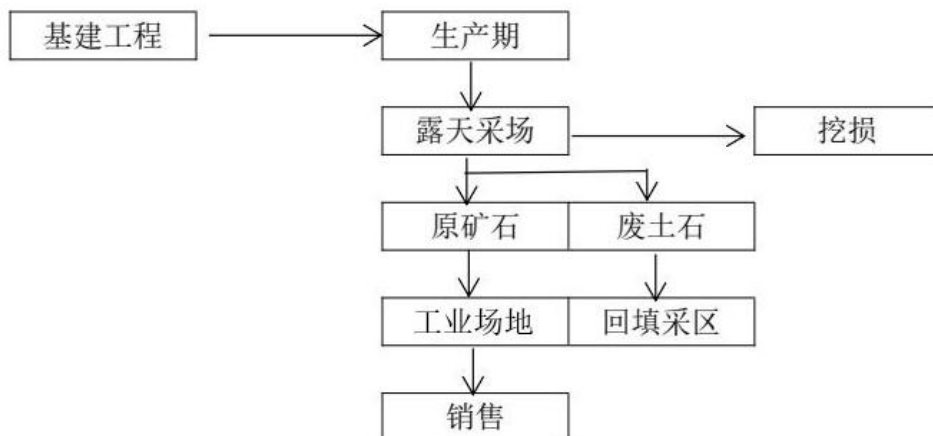 基建工程
生产期
露天采场
挖损
原矿石
废土石
工业场地
回填采区
销售